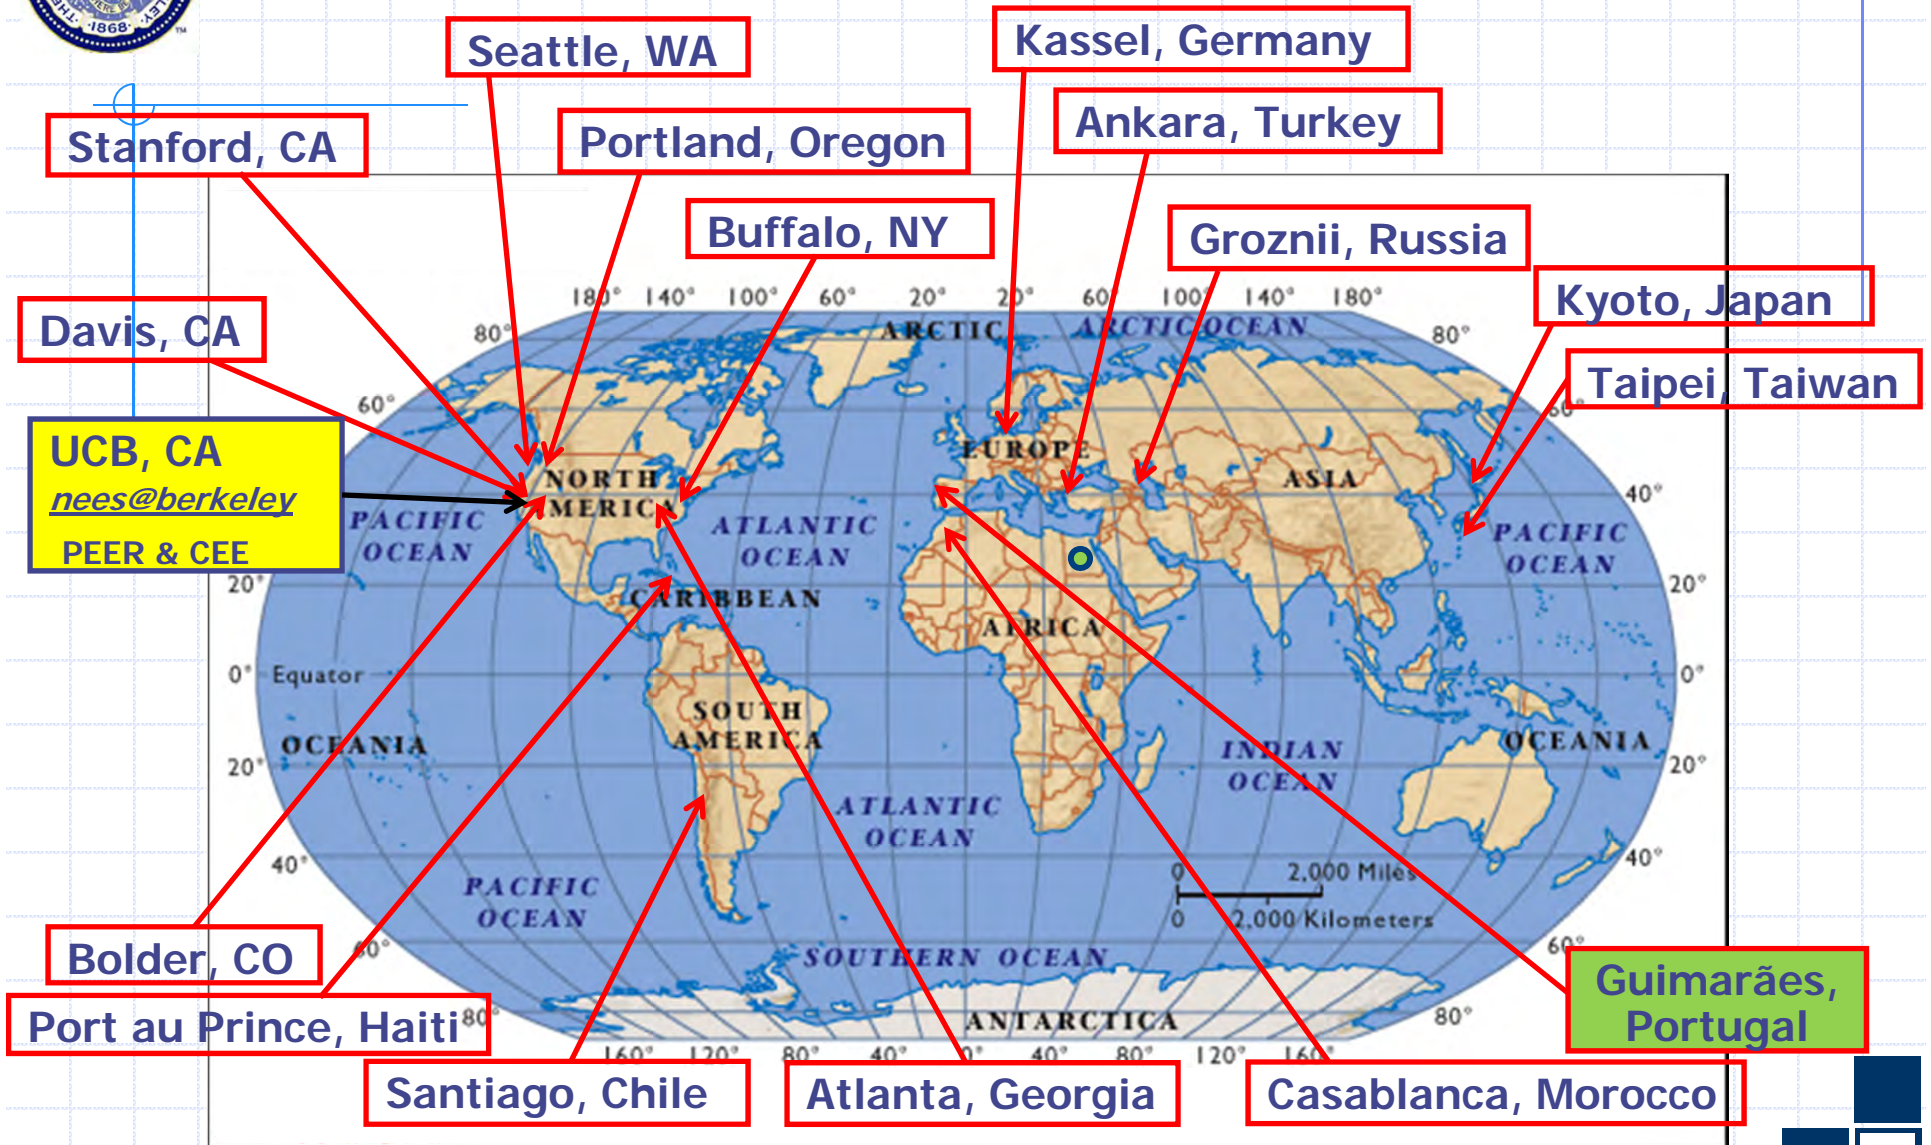 1868
TM
Seattle, WA
Kassel, Germany
Stanford, CA
Portland, Oregon
Ankara, Turkey
Buffalo, NY
Groznii, Russia
Davis, CA
Kyoto, Japan
Taipei, Taiwan
UCB, CA
nees@berkeley
PEER & CEE
180° 140° 100° 60° 20° 20° 60° 100° 140° 180°
80° ARCTIC ARCTIC OCEAN 80°
60° 60°
EUROPE
NORTH
AMERICA
ASIA
40°
PACIFIC
OCEAN
ATLANTIC
OCEAN
PACIFIC
OCEAN
20° 20°
CARIBBEAN
AFRICA
0° Equator 0°
SOUTH
AMERICA
OCEANIA
INDIAN
OCEAN
OCEANIA
20° 20°
ATLANTIC
OCEAN
40° 40°
PACIFIC
OCEAN
0 2,000 Miles
0 2,000 Kilometers
60° 60°
SOUTHERN OCEAN
80° ANTARCTICA 80°
160° 120° 80° 40° 0° 40° 80° 120° 160°
Bolder, CO
Port au Prince, Haiti
Guimarães,
Portugal
Santiago, Chile
Atlanta, Georgia
Casablanca, Morocco